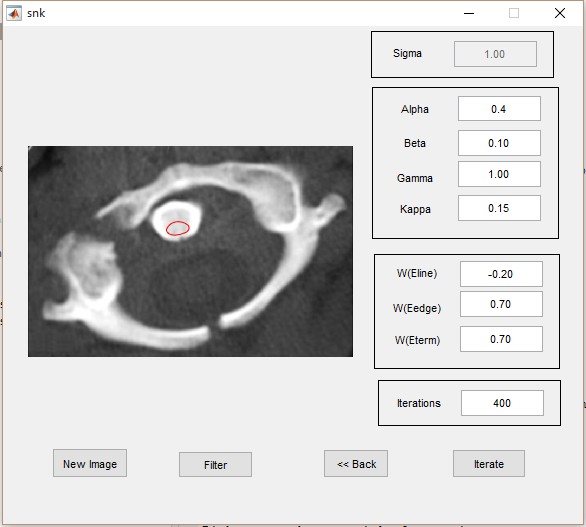 snk
Sigma 1.00
Alpha 0.4
Beta 0.10
Gamma 1.00
Kappa 0.15
W(Eline) -0.20
W(Eedge) 0.70
W(Eterm) 0.70
Iterations 400
New Image Filter << Back Iterate